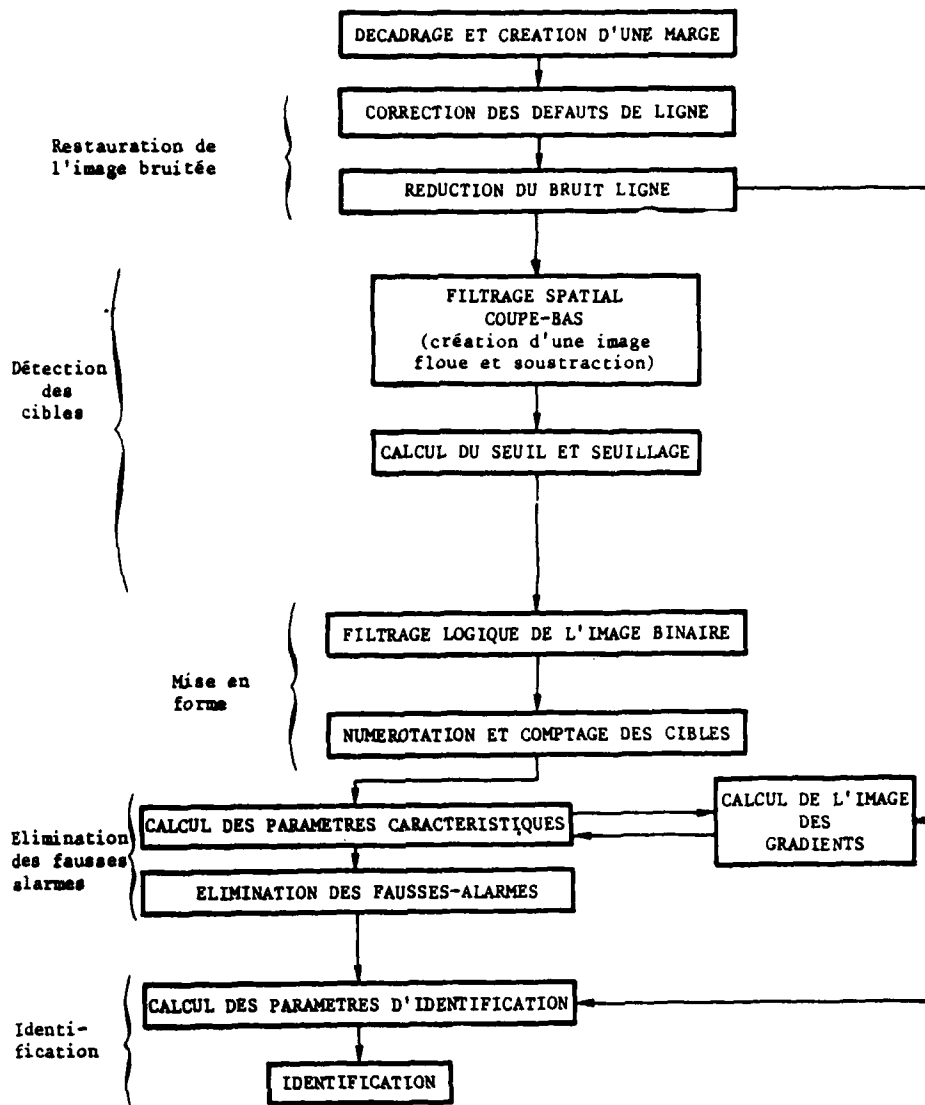 DECADRAGE ET CREATION D'UNE MARGE
CORRECTION DES DEFAUTS DE LIGNE
Restauration de
l'image bruitée
REDUCTION DU BRUIT LIGNE
FILTRAGE SPATIAL
COUPE-BAS
(création d'une image
floue et soustraction)
Détection
des
cibles
CALCUL DU SEUIL ET SEUILLAGE
FILTRAGE LOGIQUE DE L'IMAGE BINAIRE
Mise en
forme
NUMEROTATION ET COMPTAGE DES CIBLES
CALCUL DES PARAMETRES CARACTERISTIQUES
CALCUL DE L'IMAGE
DES
GRADIENTS
Elimination
des fausses
alarmes
ELIMINATION DES FAUSSES-ALARMES
CALCUL DES PARAMETRES D'IDENTIFICATION
Identi-
fication
IDENTIFICATION